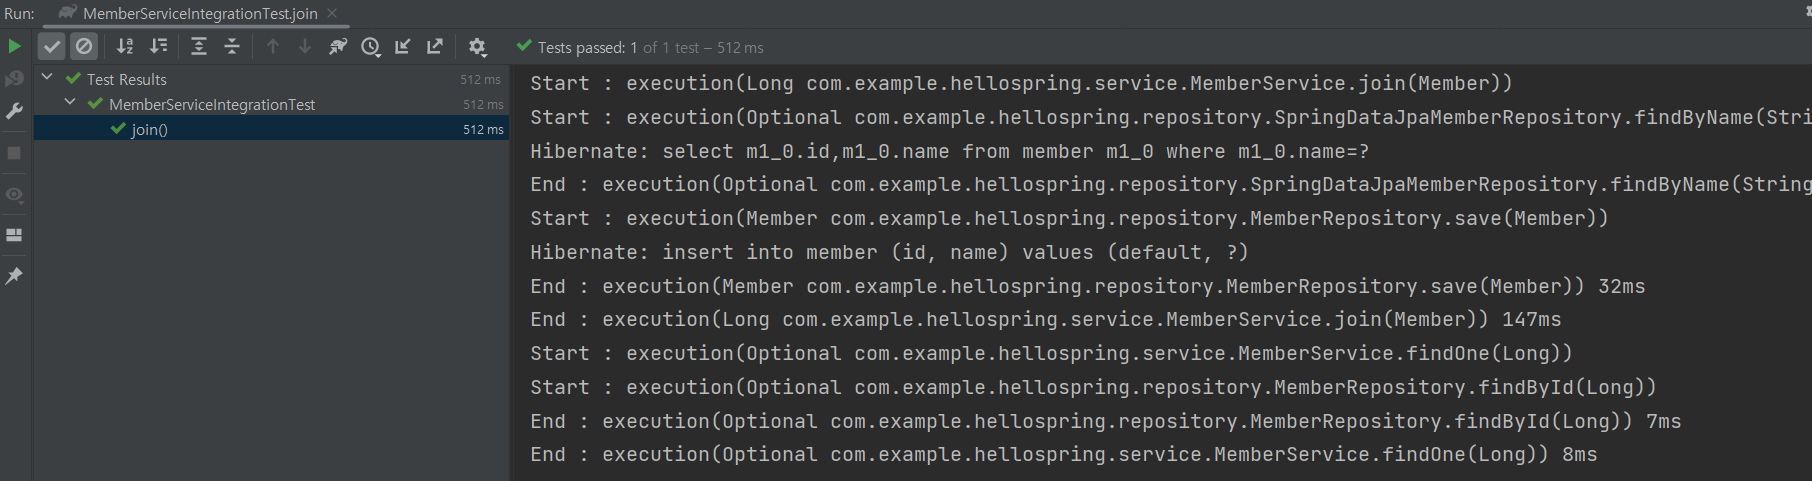 Run: MemberServiceIntegrationTest.join
Tests passed: 1 of 1 test – 512 ms
Test Results 512 ms
MemberServiceIntegrationTest 512 ms
join() 512 ms
Start : execution(Long com.example.hellospring.service.MemberService.join(Member))
Start : execution(Optional com.example.hellospring.repository.SpringDataJpaMemberRepository.findByName(Stri
Hibernate: select m1_0.id,m1_0.name from member m1_0 where m1_0.name=?
End : execution(Optional com.example.hellospring.repository.SpringDataJpaMemberRepository.findByName(String
Start : execution(Member com.example.hellospring.repository.MemberRepository.save(Member))
Hibernate: insert into member (id, name) values (default, ?)
End : execution(Member com.example.hellospring.repository.MemberRepository.save(Member)) 32ms
End : execution(Long com.example.hellospring.service.MemberService.join(Member)) 147ms
Start : execution(Optional com.example.hellospring.service.MemberService.findOne(Long))
Start : execution(Optional com.example.hellospring.repository.MemberRepository.findById(Long))
End : execution(Optional com.example.hellospring.repository.MemberRepository.findById(Long)) 7ms
End : execution(Optional com.example.hellospring.service.MemberService.findOne(Long)) 8ms